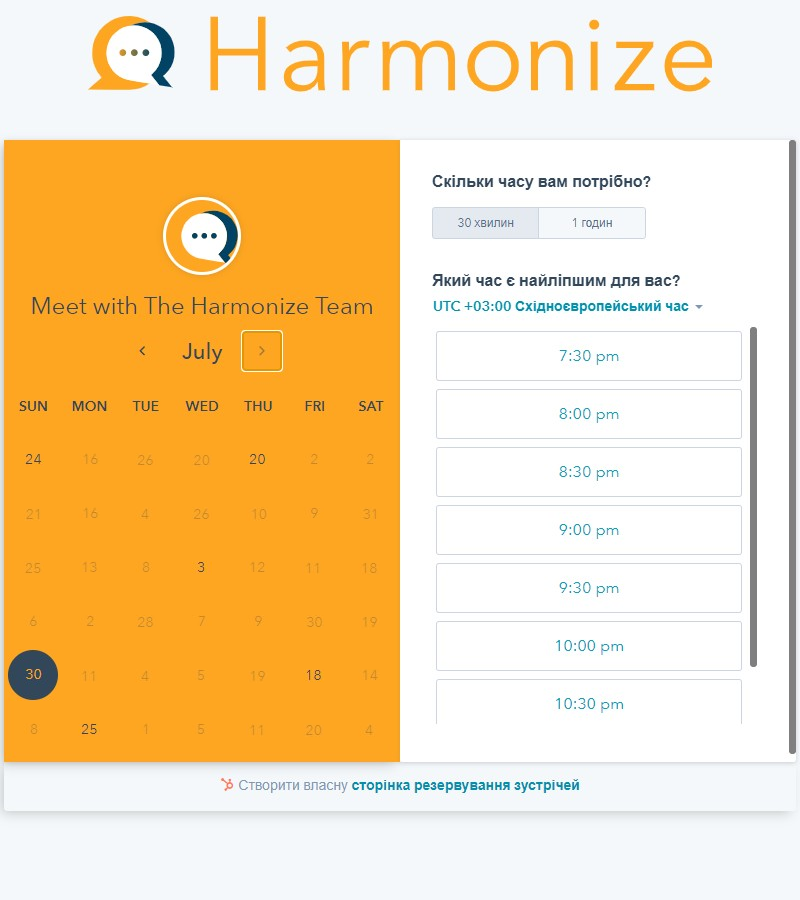 Harmonize
Meet with The Harmonize Team
July
SUN MON TUE WED THU FRI SAT
24 16 26 20 20 2 2
21 16 4 26 10 9 31
25 13 8 3 12 11 18
6 2 28 7 9 30 19
30 11 4 5 19 18 14
8 25 1 5 11 20 4
Скільки часу вам потрібно?
30 хвилин 1 годин
Який час є найліпшим для вас?
UTC +03:00 Східноєвропейський час
7:30 pm
8:00 pm
8:30 pm
9:00 pm
9:30 pm
10:00 pm
10:30 pm
Створити власну сторінка резервування зустрічей